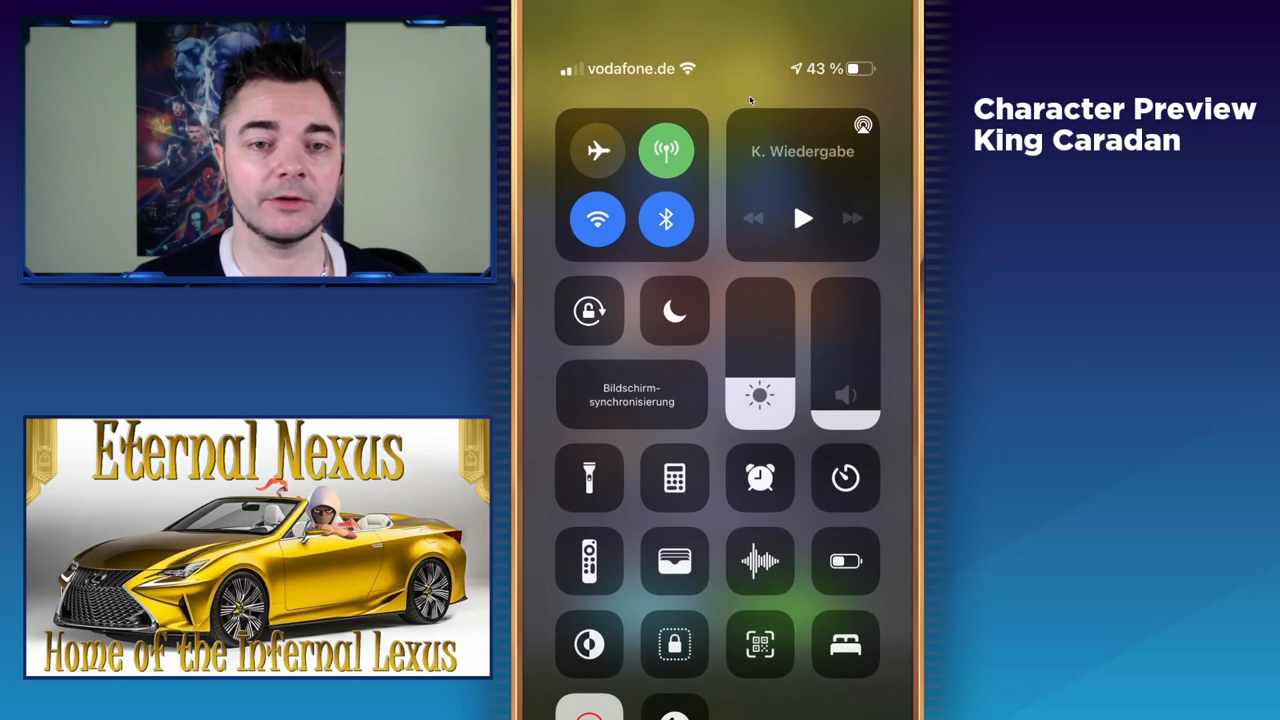 vodafone.de
43 %
K. Wiedergabe
Bildschirm-
synchronisierung
Character Preview
King Caradan
Eternal Nexus
Home of the Infernal Lexus